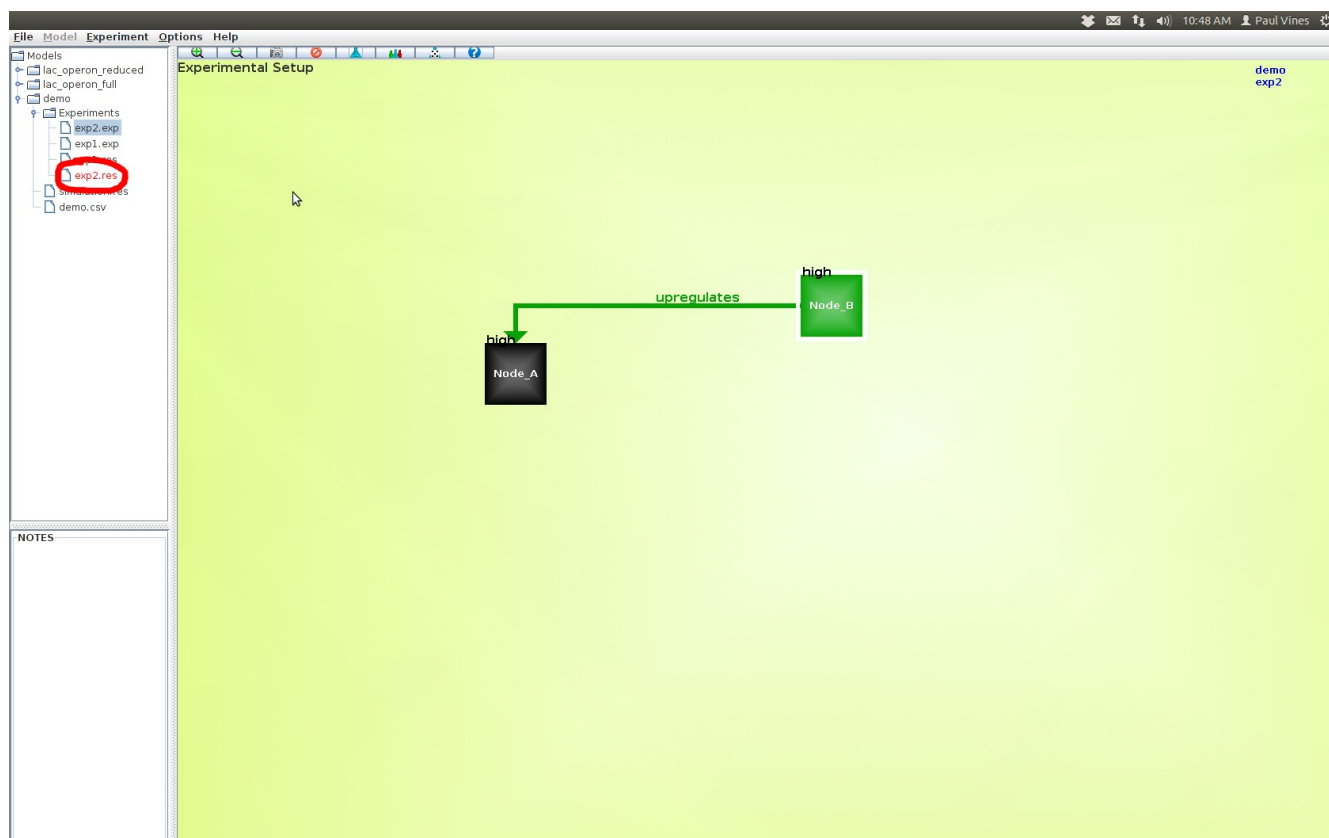 10:48 AM Paul Vines
File Model Experiment Options Help
Models
lac_operon_reduced
lac_operon_full
demo
Experiments
exp2.exp
exp1.exp
exp2.res
demo.csv
NOTES
Experimental Setup
demo
exp2
high
Node_B
upregulates
high
Node_A